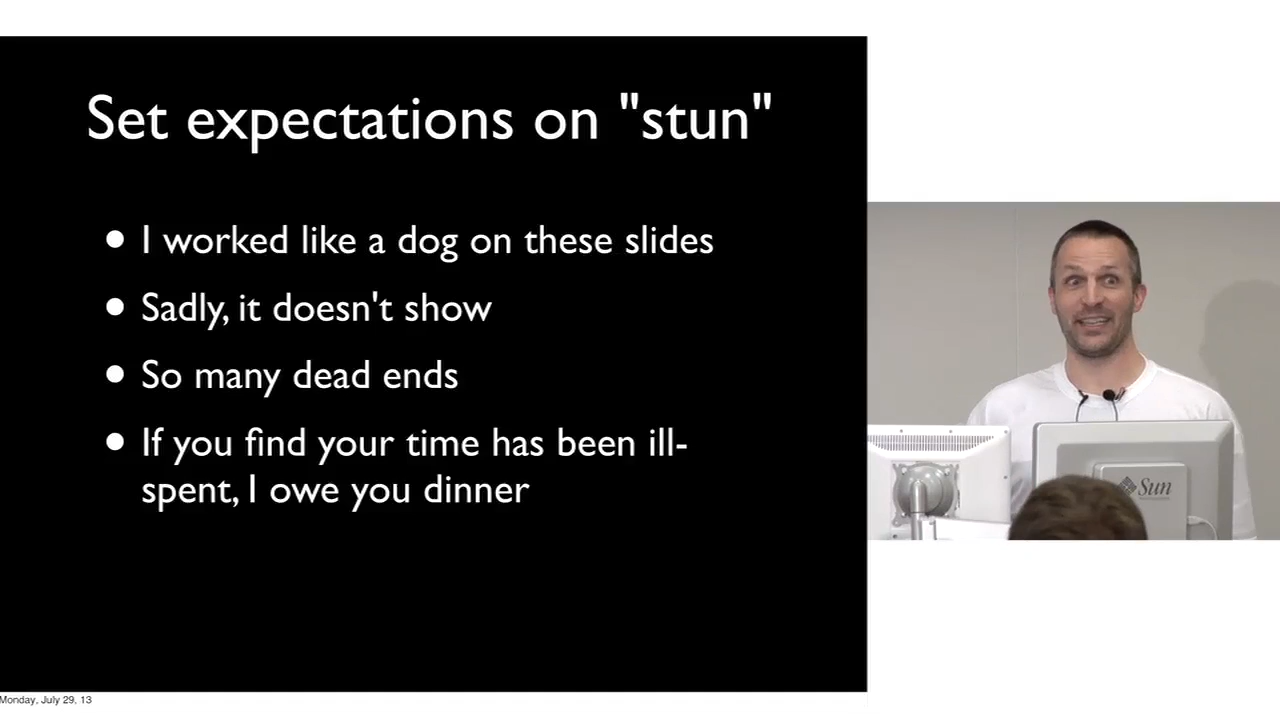 Set expectations on "stun"
• I worked like a dog on these slides
• Sadly, it doesn't show
• So many dead ends
• If you find your time has been ill-
spent, I owe you dinner
Sun
Monday, July 29, 13